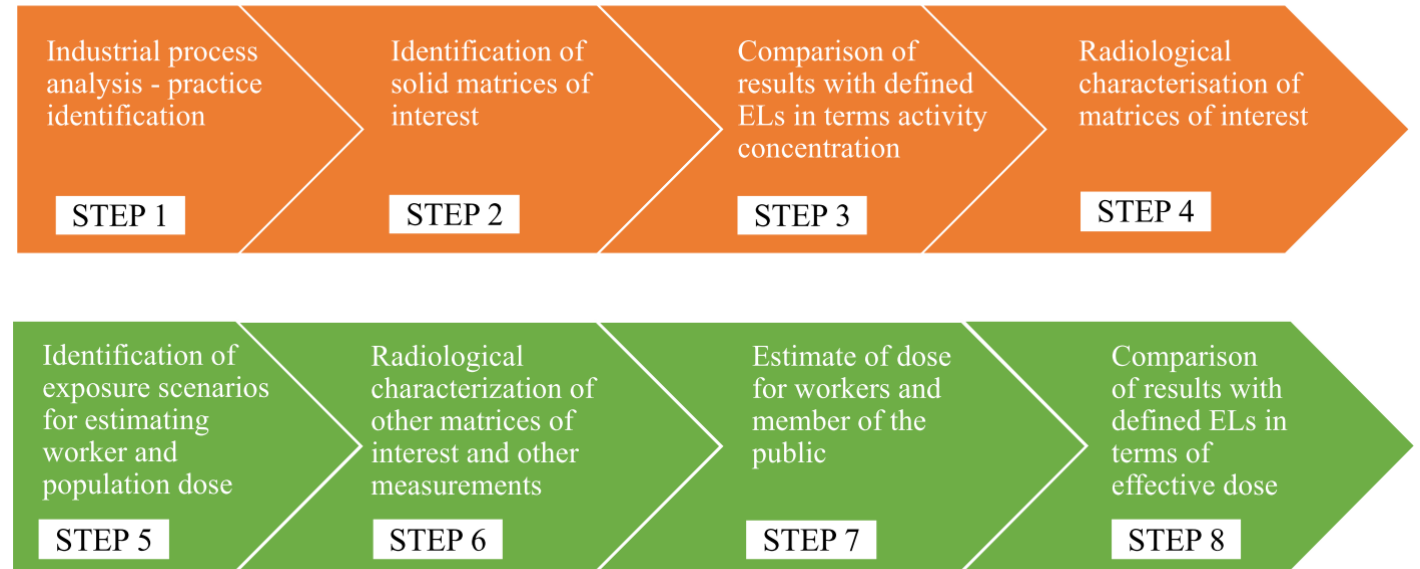 Industrial process
analysis - practice
identification
STEP 1
Identification of
solid matrices of
interest
STEP 2
Comparison of
results with defined
ELs in terms activity
concentration
STEP 3
Radiological
characterisation of
matrices of interest
STEP 4
Identification of
exposure scenarios
for estimating
worker and
population dose
STEP 5
Radiological
characterization of
other matrices of
interest and other
measurements
STEP 6
Estimate of dose
for workers and
member of the
public
STEP 7
Comparison
of results with
defined ELs in
terms of
effective dose
STEP 8